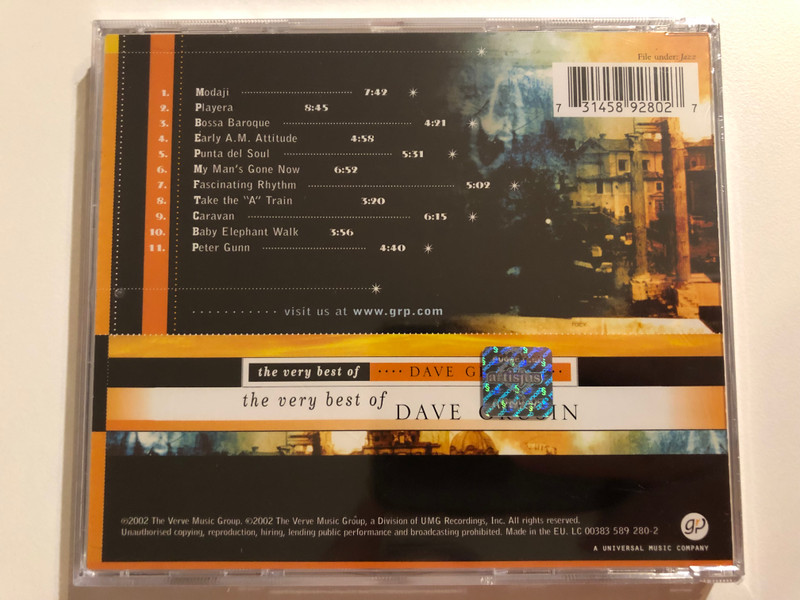 File under: Jazz
7 31458 92802 7
1. Modaji 7:42
2. Playera 8:45
3. Bossa Baroque 4:21
4. Early A.M. Attitude 4:58
5. Punta del Soul 5:31
6. My Man's Gone Now 6:52
7. Fascinating Rhythm 5:02
8. Take the "A" Train 3:20
9. Caravan 6:15
10. Baby Elephant Walk 3:56
11. Peter Gunn 4:40
visit us at www.grp.com
the very best of DAVE
artisjus
the very best of DAVE GRUSIN
℗2002 The Verve Music Group. ©2002 The Verve Music Group, a Division of UMG Recordings, Inc. All rights reserved.
Unauthorised copying, reproduction, hiring, lending public performance and broadcasting prohibited. Made in the EU. LC 00383 589 280-2
grp
A UNIVERSAL MUSIC COMPANY